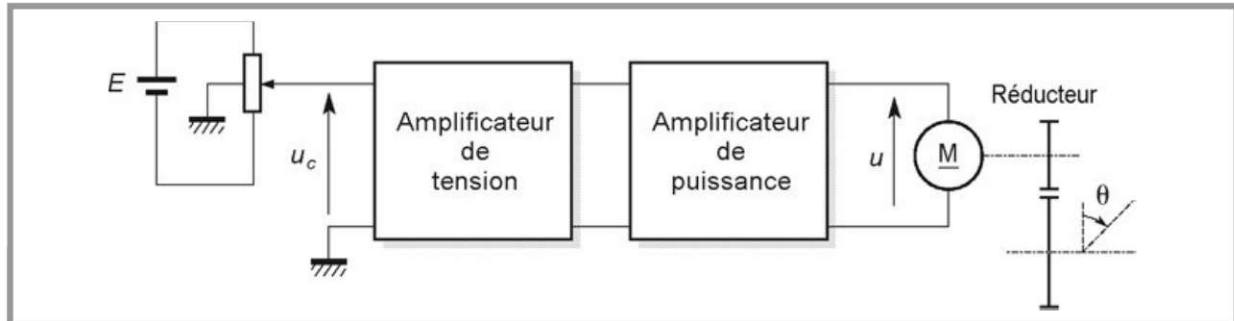 E
u_c
Amplificateur
de
tension
Amplificateur
de
puissance
u
M
Réducteur
θ